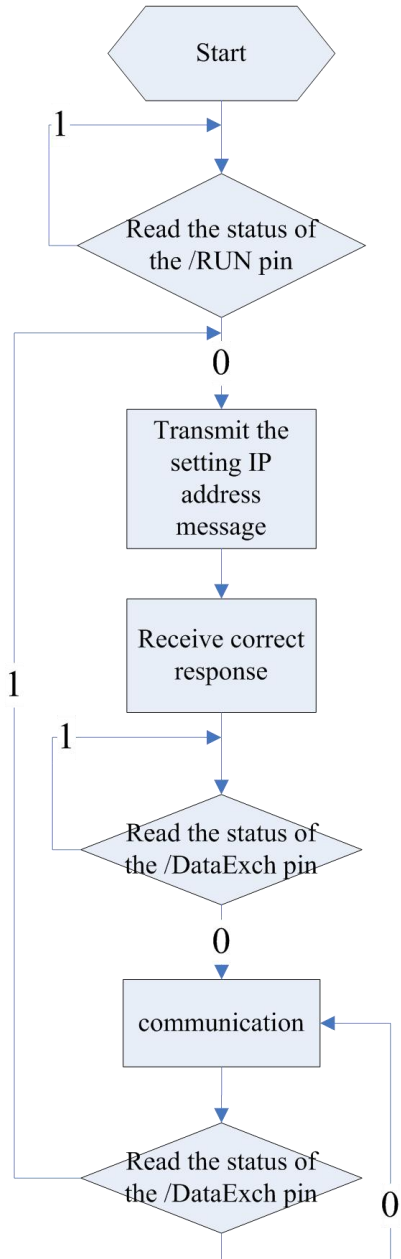 Start
1
Read the status of
the /RUN pin
0
Transmit the
setting IP
address
message
Receive correct
response
1
1
Read the status of
the /DataExch pin
0
communication
Read the status of
the /DataExch pin
0